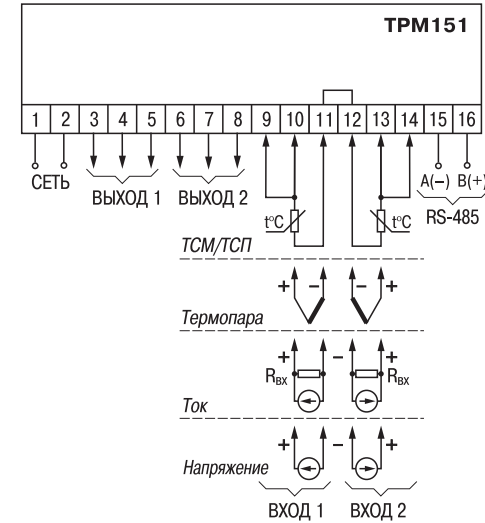 ТРМ151
1 2 3 4 5 6 7 8 9 10 11 12 13 14 15 16
СЕТЬ
ВЫХОД 1
ВЫХОД 2
t°C
t°C
A(−) B(+)
RS-485
ТСМ/ТСП
+ − − +
Термопара
+ − +
Rвх
Rвх
Ток
+ − +
Напряжение
ВХОД 1
ВХОД 2